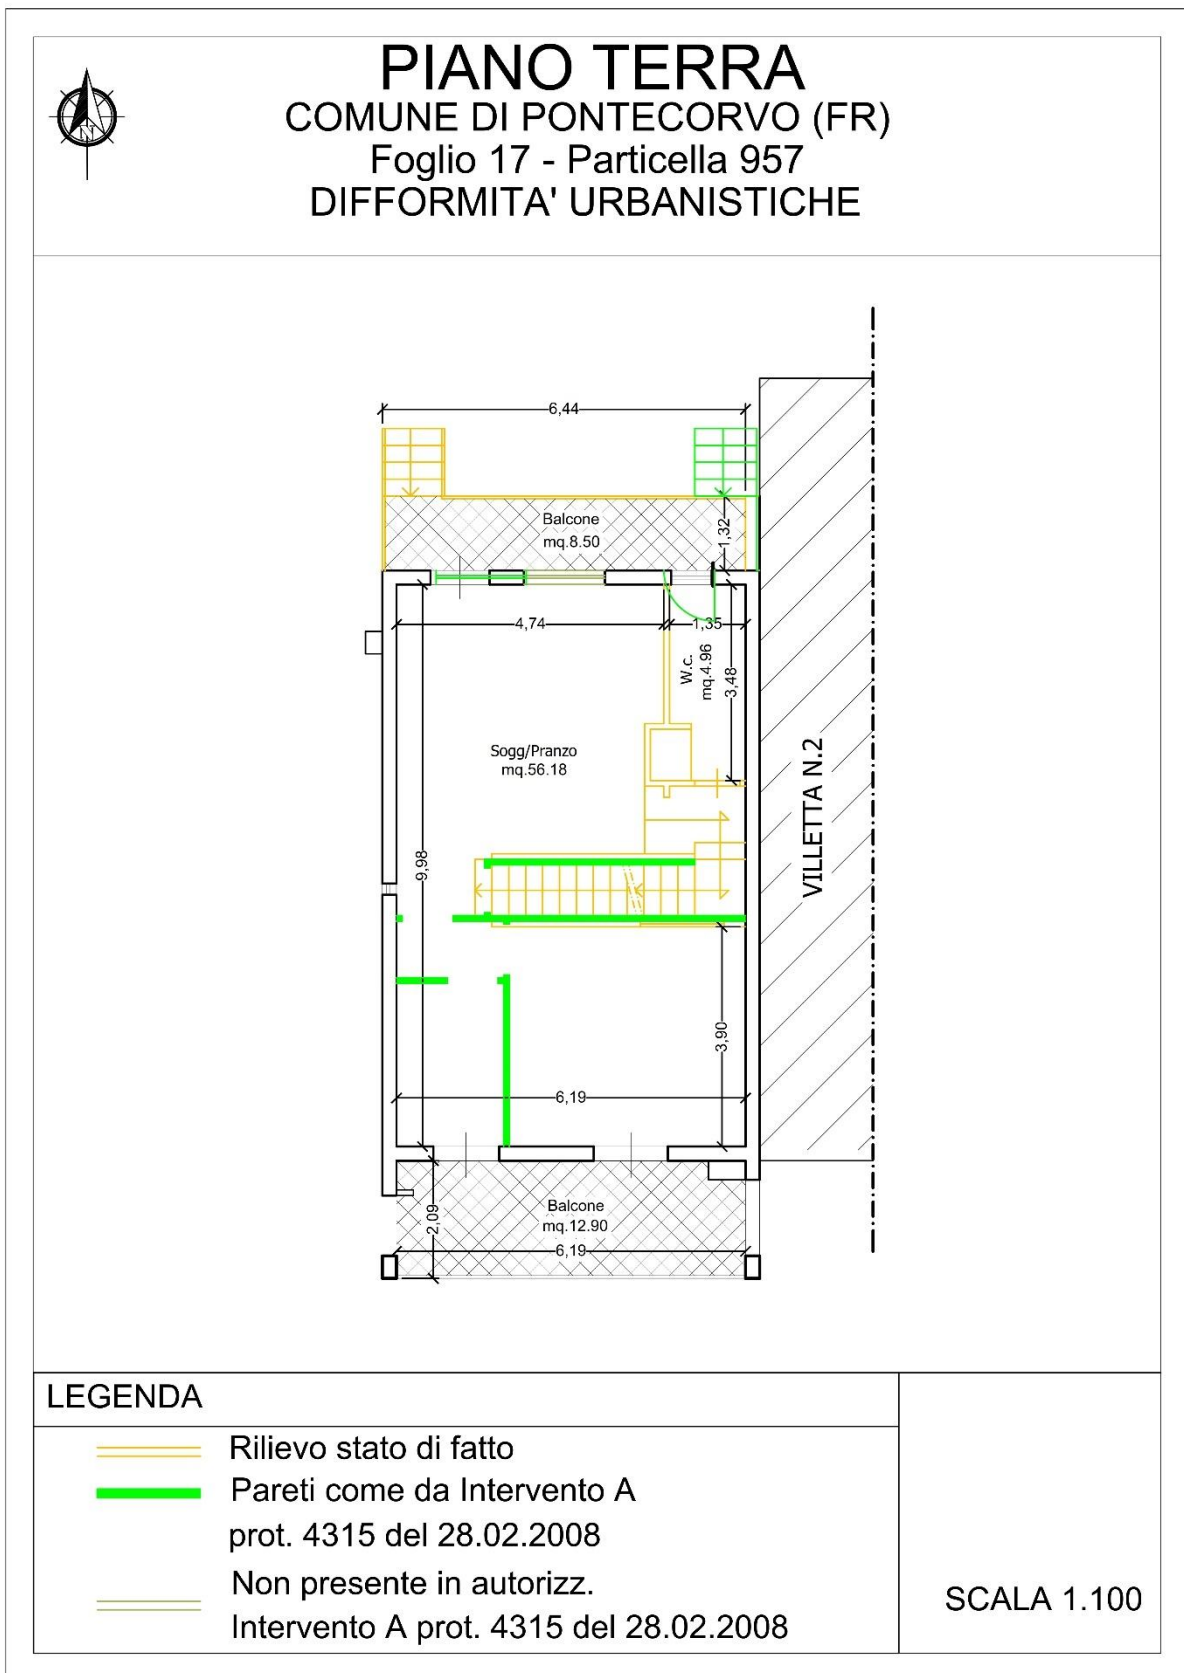 PIANO TERRA
COMUNE DI PONTECORVO (FR)
Foglio 17 - Particella 957
DIFFORMITA' URBANISTICHE
N
6,44
Balcone
mq.8.50
1,32
4,74
1,35
W.c.
mq.4.96
3,48
Sogg/Pranzo
mq.56.18
VILLETTA N.2
9,98
3,90
6,19
Balcone
mq.12.90
2,09
6,19
LEGENDA
Rilievo stato di fatto
Pareti come da Intervento A
prot. 4315 del 28.02.2008
Non presente in autorizz.
Intervento A prot. 4315 del 28.02.2008
SCALA 1.100